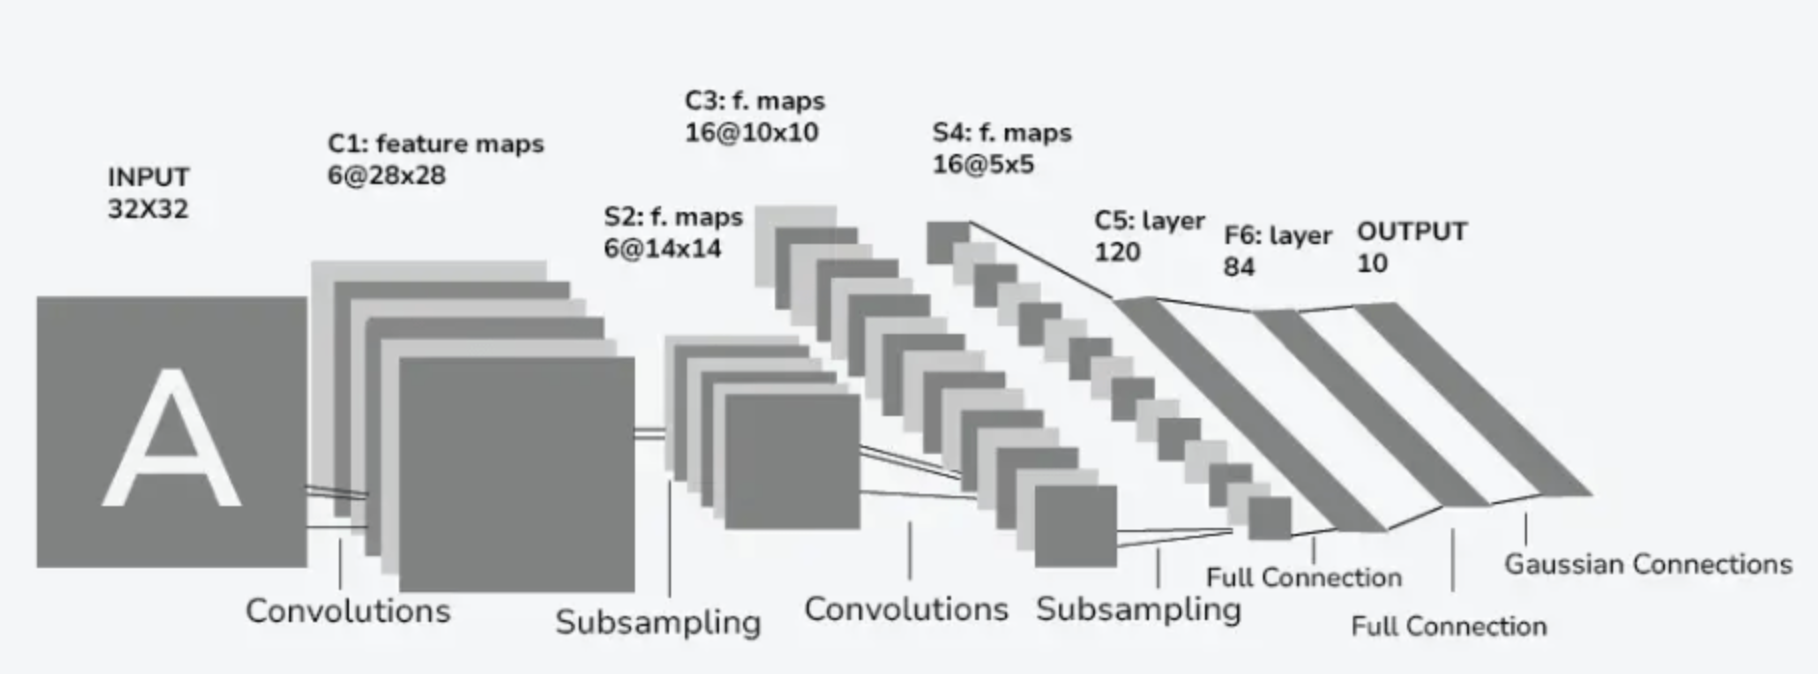 INPUT
32X32
C1: feature maps
6@28x28
S2: f. maps
6@14x14
C3: f. maps
16@10x10
S4: f. maps
16@5x5
C5: layer
120
F6: layer
84
OUTPUT
10
A
Convolutions
Subsampling
Convolutions
Subsampling
Full Connection
Full Connection
Gaussian Connections